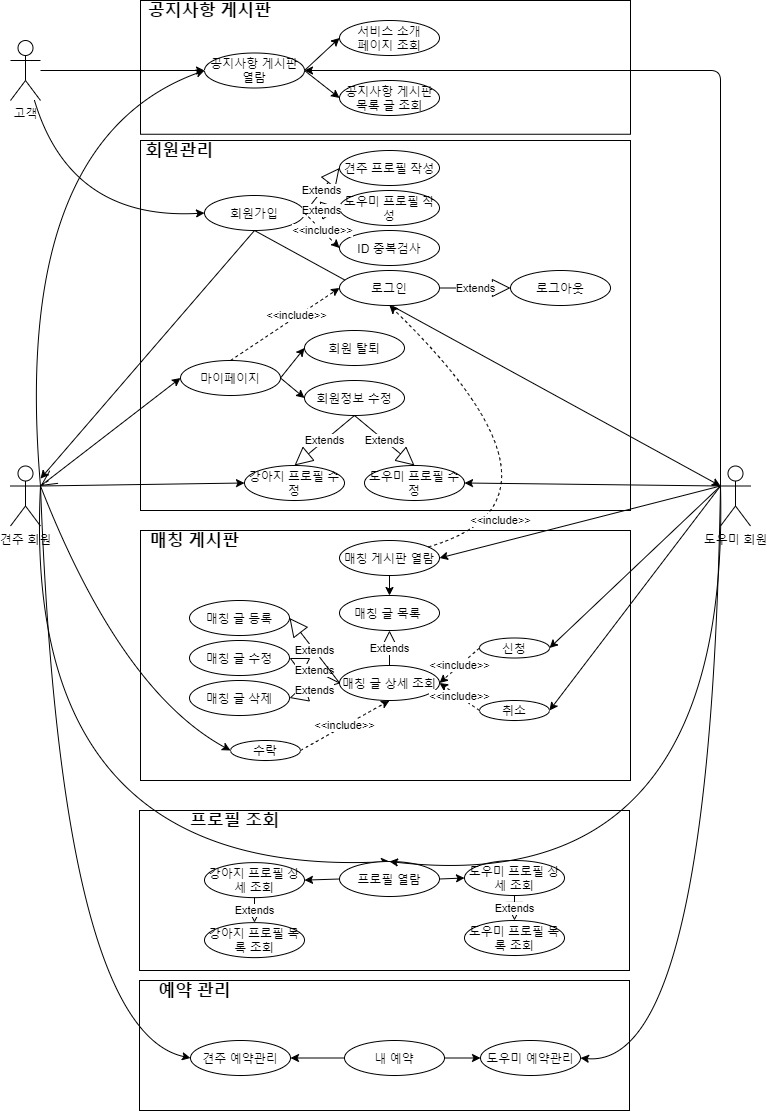 공지사항 게시판
서비스 소개
페이지 조회
공지사항 게시판
열람
공지사항 게시판
목록 글 조회
고객
회원관리
견주 프로필 작성
Extends
회원가입
Extends
도우미 프로필 작
성
<<include>>
ID 중복검사
로그인
Extends
로그아웃
<<include>>
회원 탈퇴
마이페이지
회원정보 수정
Extends
Extends
강아지 프로필 수
정
도우미 프로필 수
정
견주 회원
도우미 회원
<<include>>
매칭 게시판
매칭 게시판 열람
매칭 글 등록
매칭 글 목록
Extends
Extends
신청
매칭 글 수정
Extends
<<include>>
매칭 글 상세 조회
매칭 글 삭제
Extends
<<include>>
취소
<<include>>
수락
프로필 조회
강아지 프로필 상
세 조회
프로필 열람
도우미 프로필 상
세 조회
Extends
Extends
강아지 프로필 목
록 조회
도우미 프로필 목
록 조회
예약 관리
견주 예약관리
내 예약
도우미 예약관리